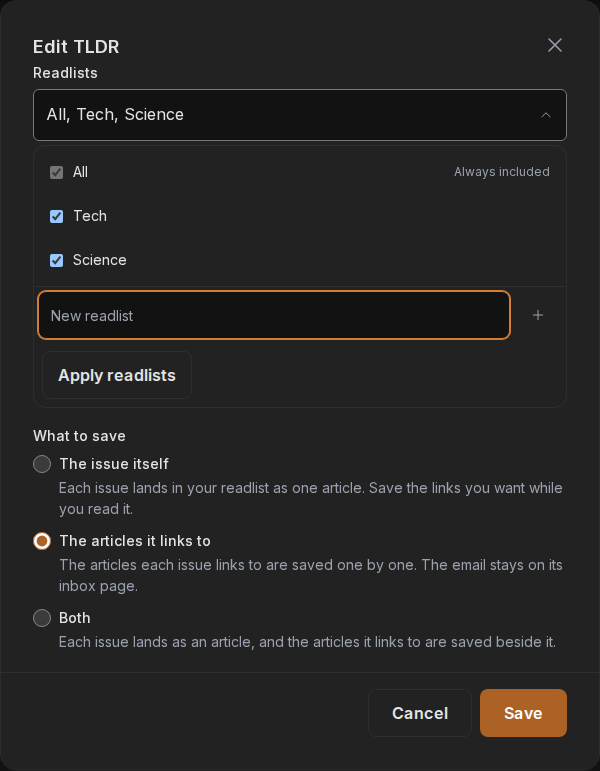 Edit TLDR
Readlists
All, Tech, Science
All
Always included
Tech
Science
New readlist
Apply readlists
What to save
The issue itself
Each issue lands in your readlist as one article. Save the links you want while
you read it.
The articles it links to
The articles each issue links to are saved one by one. The email stays on its
inbox page.
Both
Each issue lands as an article, and the articles it links to are saved beside it.
Cancel
Save